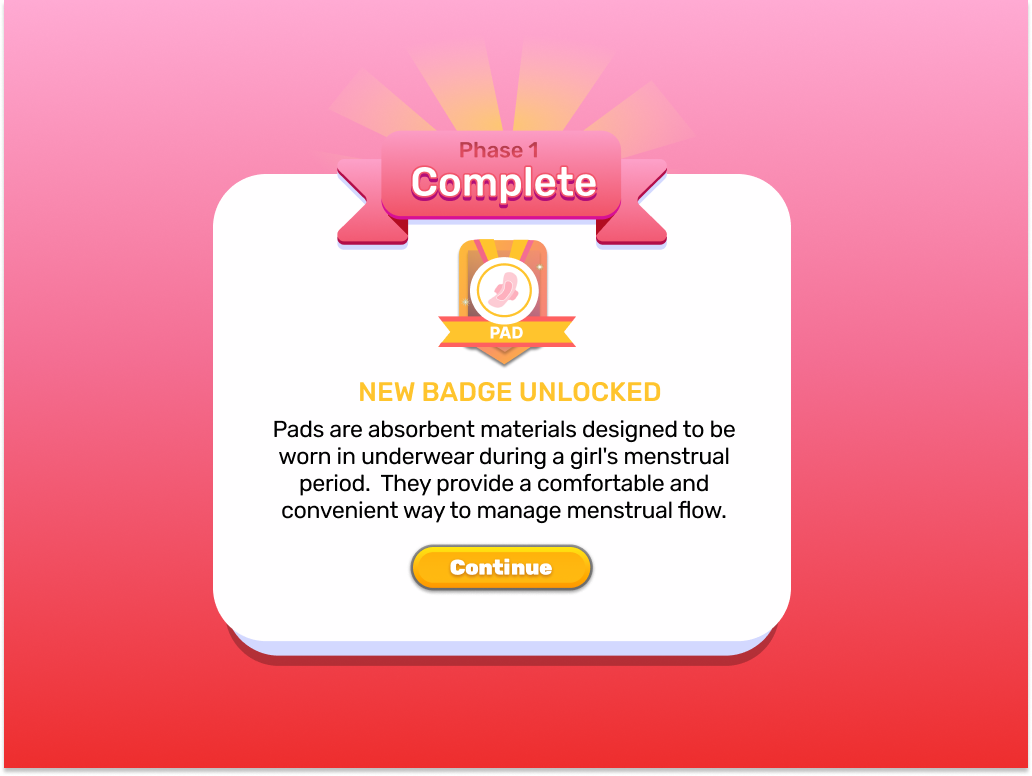 Phase 1
Complete
PAD
NEW BADGE UNLOCKED
Pads are absorbent materials designed to be
worn in underwear during a girl's menstrual
period.  They provide a comfortable and
convenient way to manage menstrual flow.
Continue